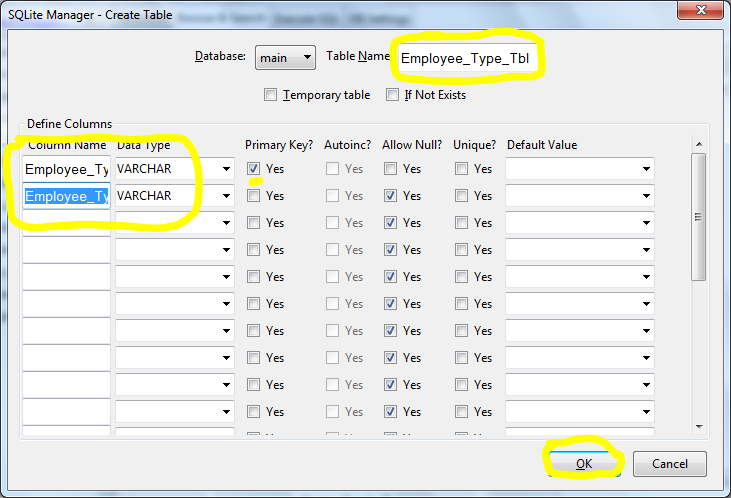 SQLite Manager - Create Table
Database: main Table Name Employee_Type_Tbl
Temporary table If Not Exists
Define Columns
Column Name Data Type Primary Key? Autoinc? Allow Null? Unique? Default Value
Employee_Ty VARCHAR Yes Yes Yes Yes
Employee_Ty VARCHAR Yes Yes Yes Yes
Yes Yes Yes Yes
Yes Yes Yes Yes
Yes Yes Yes Yes
Yes Yes Yes Yes
Yes Yes Yes Yes
Yes Yes Yes Yes
Yes Yes Yes Yes
Yes Yes Yes Yes
OK Cancel